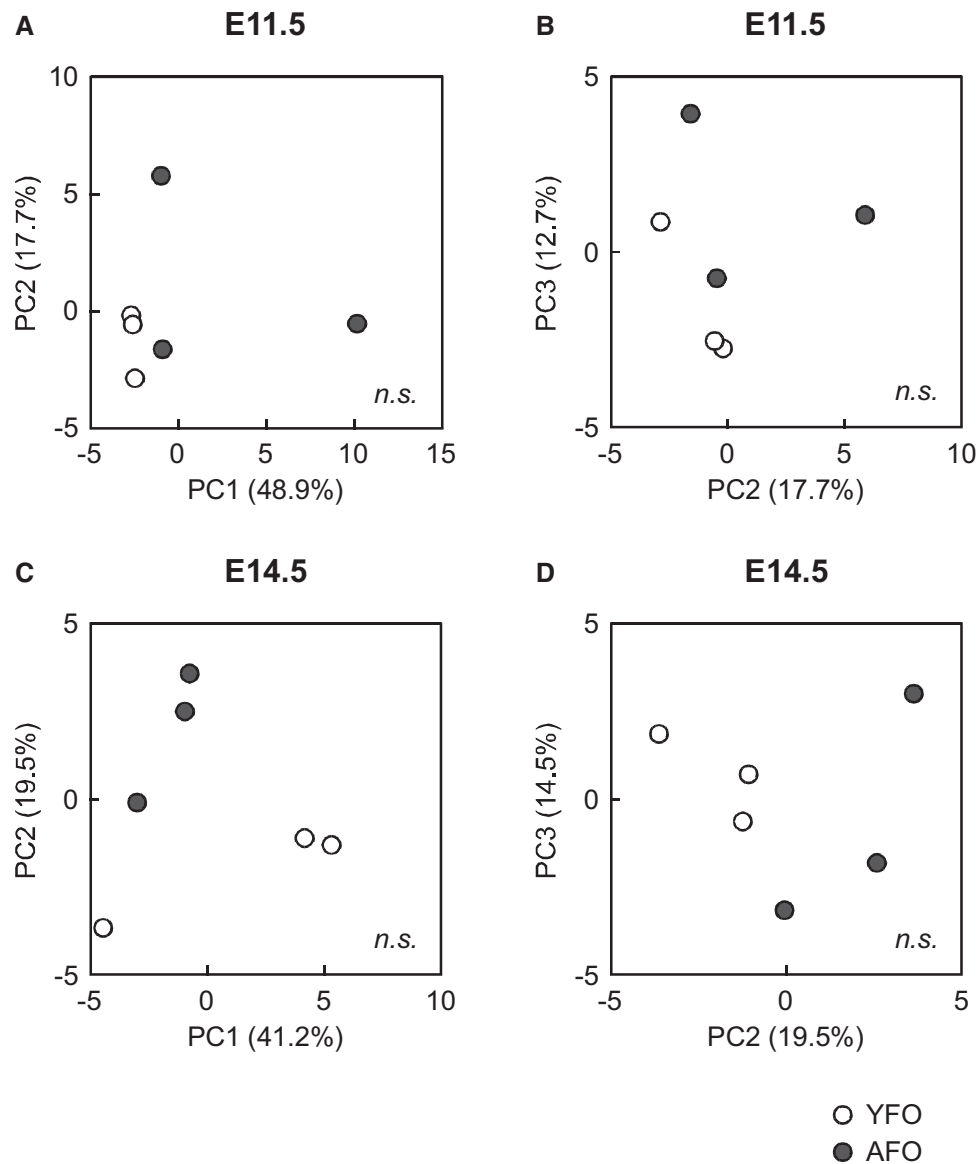 A E11.5
10
5
0
-5
PC2 (17.7%)
n.s.
-5 0 5 10 15
PC1 (48.9%)
B E11.5
5
0
-5
PC3 (12.7%)
n.s.
-5 0 5 10
PC2 (17.7%)
C E14.5
5
0
-5
PC2 (19.5%)
n.s.
-5 0 5 10
PC1 (41.2%)
D E14.5
5
0
-5
PC3 (14.5%)
n.s.
-5 0 5
PC2 (19.5%)
YFO
AFO